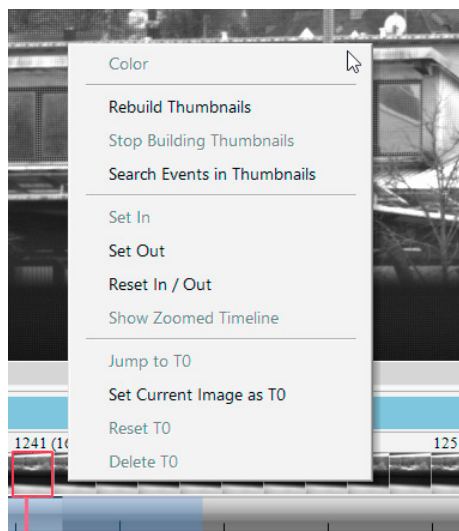 Color
Rebuild Thumbnails
Stop Building Thumbnails
Search Events in Thumbnails
Set In
Set Out
Reset In / Out
Show Zoomed Timeline
Jump to T0
Set Current Image as T0
Reset T0
Delete T0
1241 (16
125